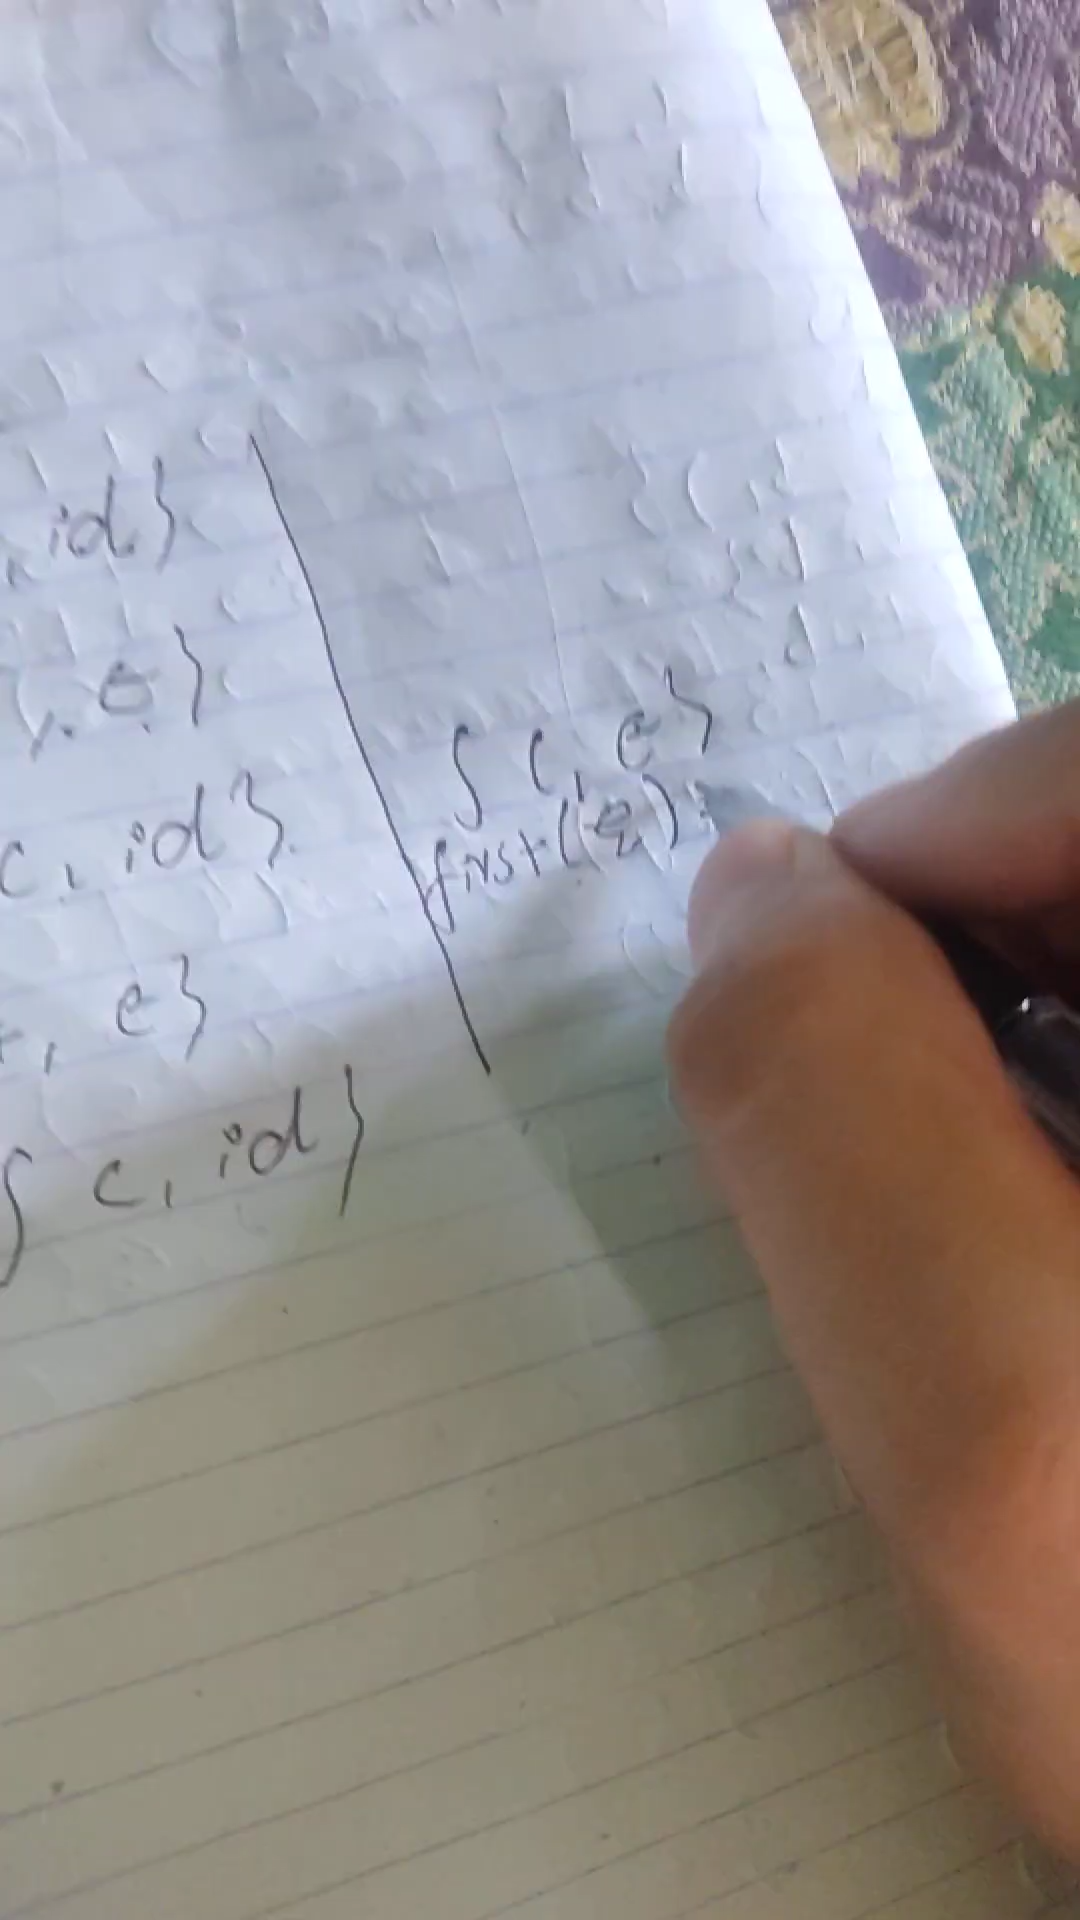 , id}
, e}
c, id}
, e}
{ c, id}
{ (, e}
first(e)